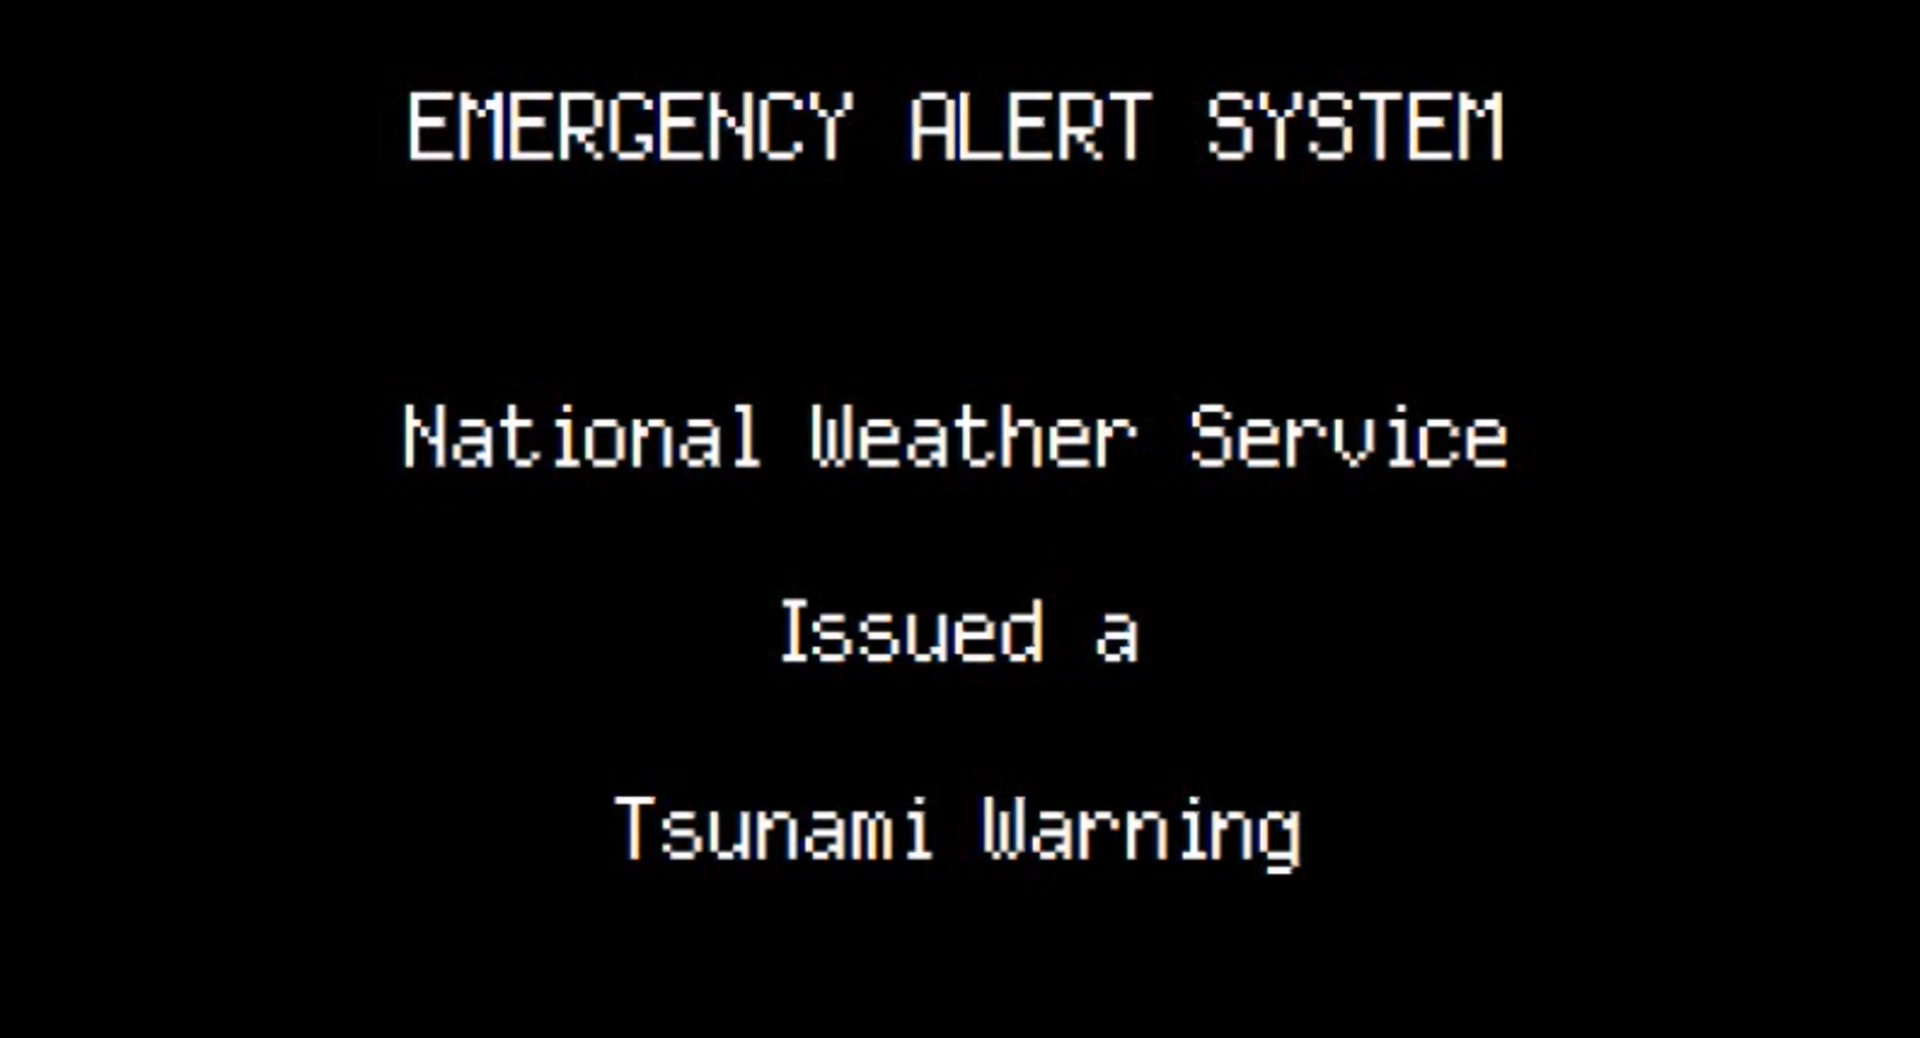 EMERGENCY ALERT SYSTEM
National Weather Service
Issued a
Tsunami Warning